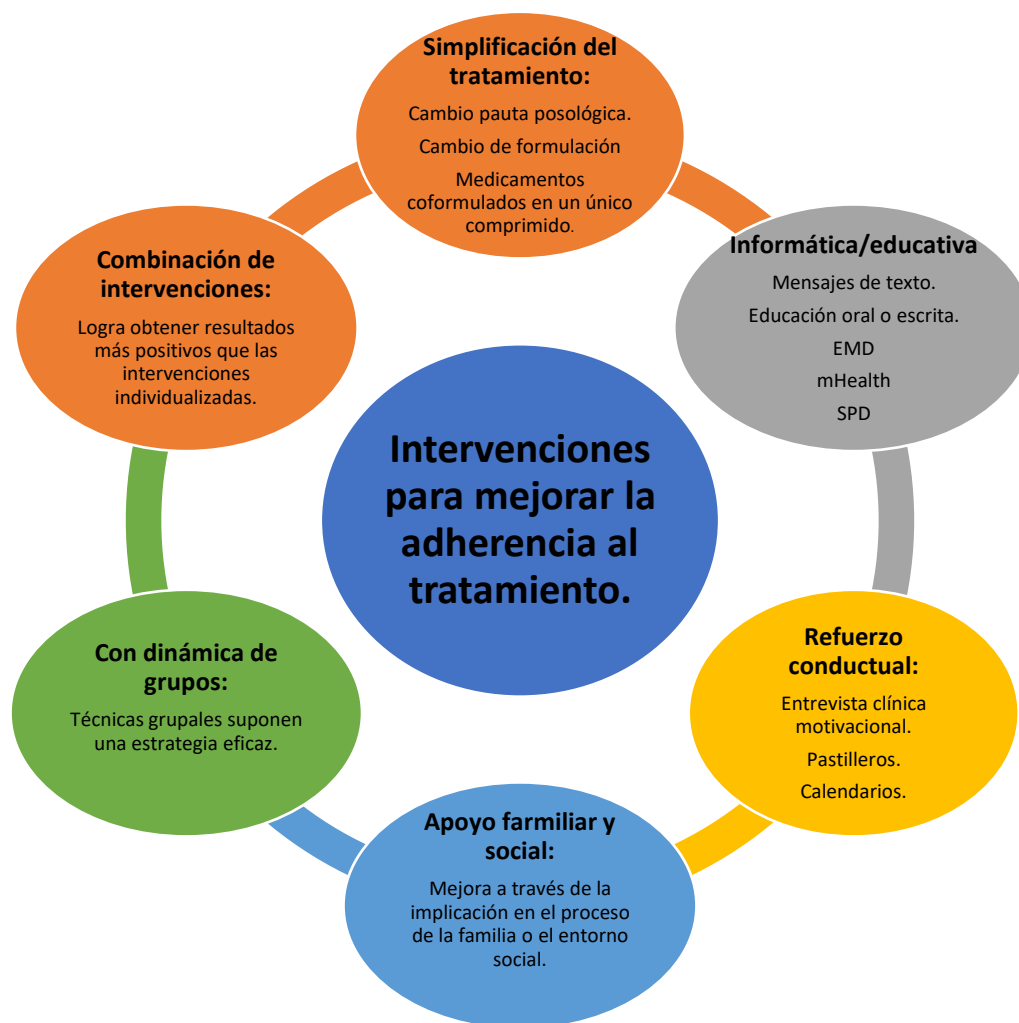 Simplificación del
tratamiento:
Cambio pauta posológica.
Cambio de formulación
Medicamentos
coformulados en un único
comprimido.
Informática/educativa
Mensajes de texto.
Educación oral o escrita.
EMD
mHealth
SPD
Refuerzo
conductual:
Entrevista clínica
motivacional.
Pastilleros.
Calendarios.
Apoyo farmiliar y
social:
Mejora a través de la
implicación en el proceso
de la familia o el entorno
social.
Con dinámica de
grupos:
Técnicas grupales suponen
una estrategia eficaz.
Combinación de
intervenciones:
Logra obtener resultados
más positivos que las
intervenciones
individualizadas.
Intervenciones
para mejorar la
adherencia al
tratamiento.